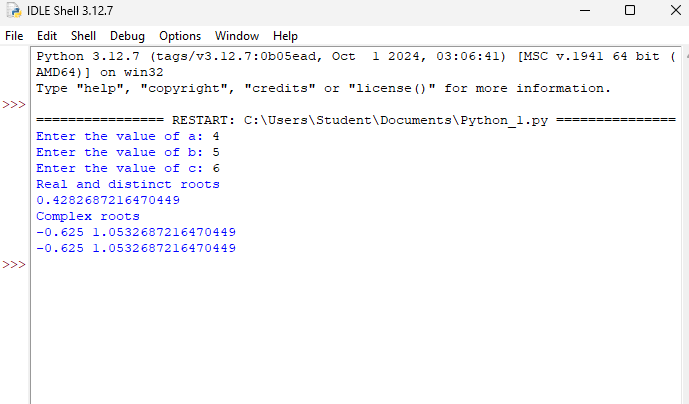 IDLE Shell 3.12.7
File Edit Shell Debug Options Window Help
Python 3.12.7 (tags/v3.12.7:0b05ead, Oct  1 2024, 03:06:41) [MSC v.1941 64 bit (
AMD64)] on win32
Type "help", "copyright", "credits" or "license()" for more information.
>>>
================ RESTART: C:\Users\Student\Documents\Python_1.py ===============
Enter the value of a: 4
Enter the value of b: 5
Enter the value of c: 6
Real and distinct roots
0.4282687216470449
Complex roots
-0.625 1.0532687216470449
-0.625 1.0532687216470449
>>>